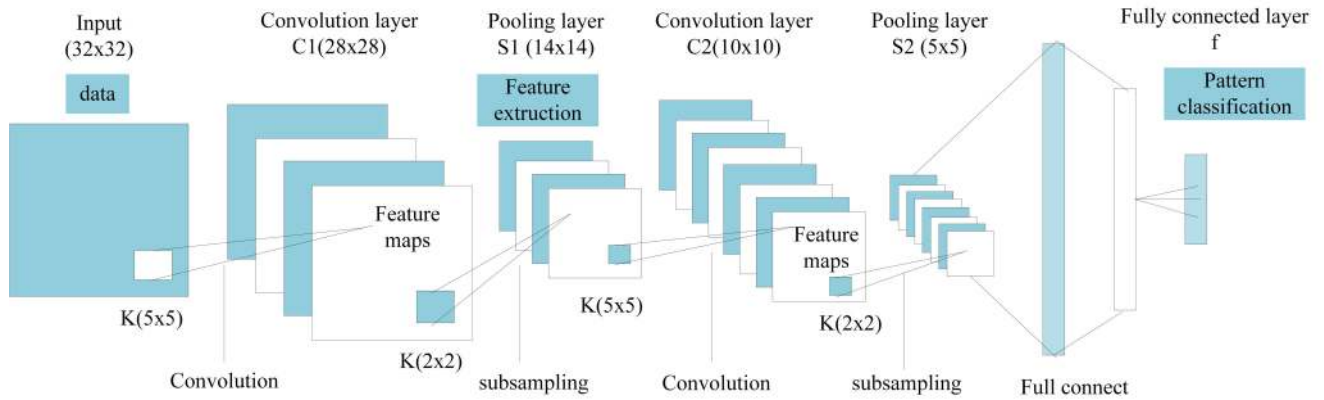 Input
(32x32)
data
Convolution layer
C1(28x28)
Pooling layer
S1 (14x14)
Feature
extruction
Convolution layer
C2(10x10)
Pooling layer
S2 (5x5)
Fully connected layer
f
Pattern
classification
Feature
maps
Feature
maps
K(5x5)
K(2x2)
K(5x5)
K(2x2)
Convolution
subsampling
Convolution
subsampling
Full connect